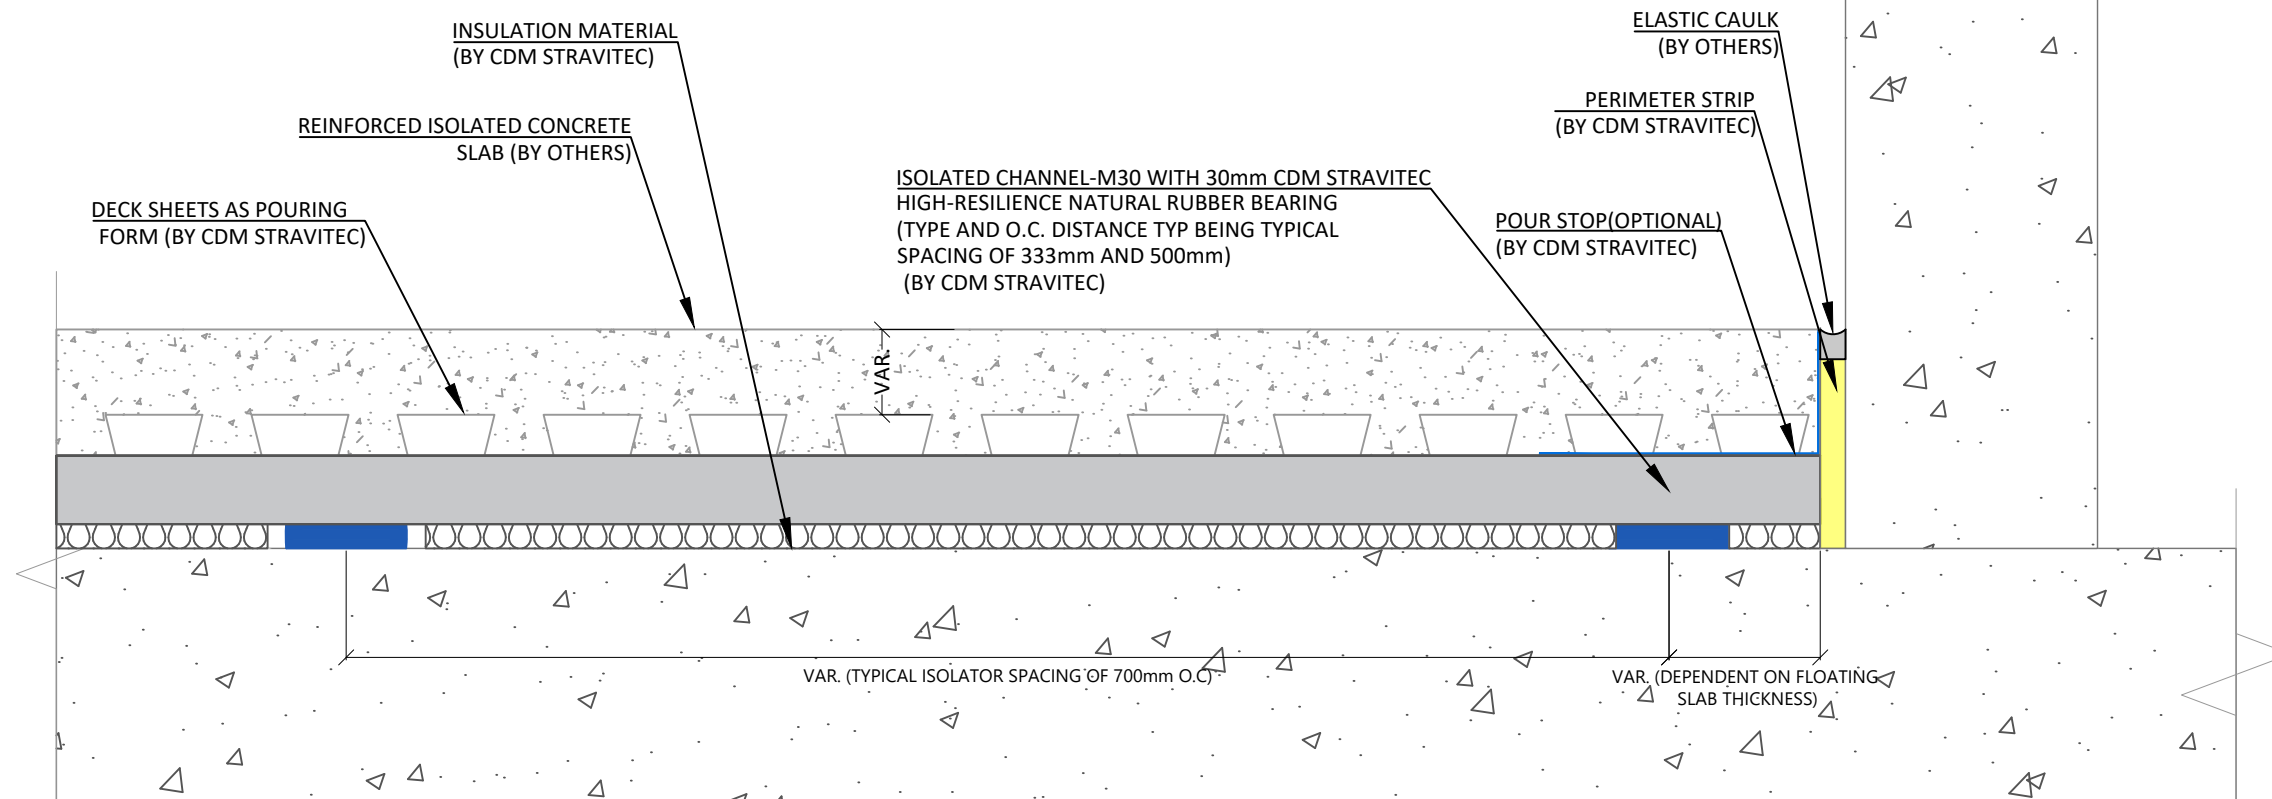 INSULATION MATERIAL
(BY CDM STRAVITEC)
REINFORCED ISOLATED CONCRETE
SLAB (BY OTHERS)
DECK SHEETS AS POURING
FORM (BY CDM STRAVITEC)
ISOLATED CHANNEL-M30 WITH 30mm CDM STRAVITEC
HIGH-RESILIENCE NATURAL RUBBER BEARING
(TYPE AND O.C. DISTANCE TYP BEING TYPICAL
SPACING OF 333mm AND 500mm)
(BY CDM STRAVITEC)
ELASTIC CAULK
(BY OTHERS)
PERIMETER STRIP
(BY CDM STRAVITEC)
POUR STOP(OPTIONAL)
(BY CDM STRAVITEC)
VAR.
VAR. (TYPICAL ISOLATOR SPACING OF 700mm O.C)
VAR. (DEPENDENT ON FLOATING
SLAB THICKNESS)